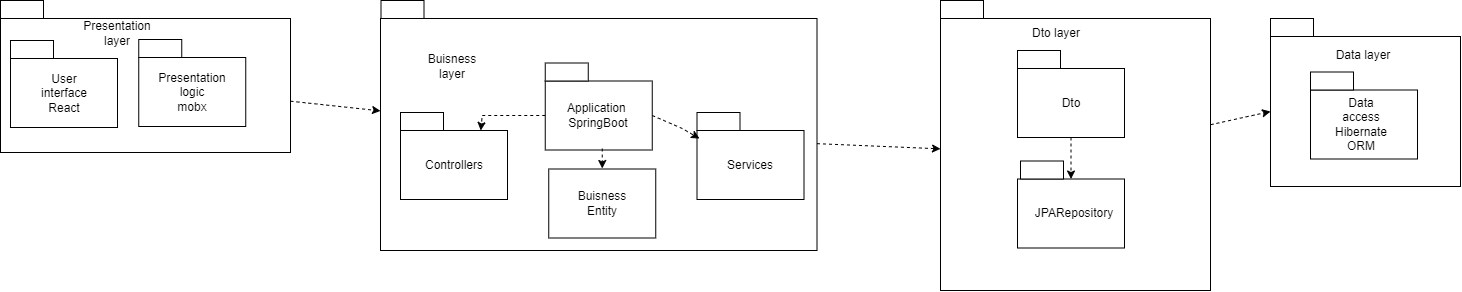 Presentation
layer
User
interface
React
Presentation
logic
mobx
Buisness
layer
Application
SpringBoot
Controllers
Buisness
Entity
Services
Dto layer
Dto
JPARepository
Data layer
Data
access
Hibernate
ORM